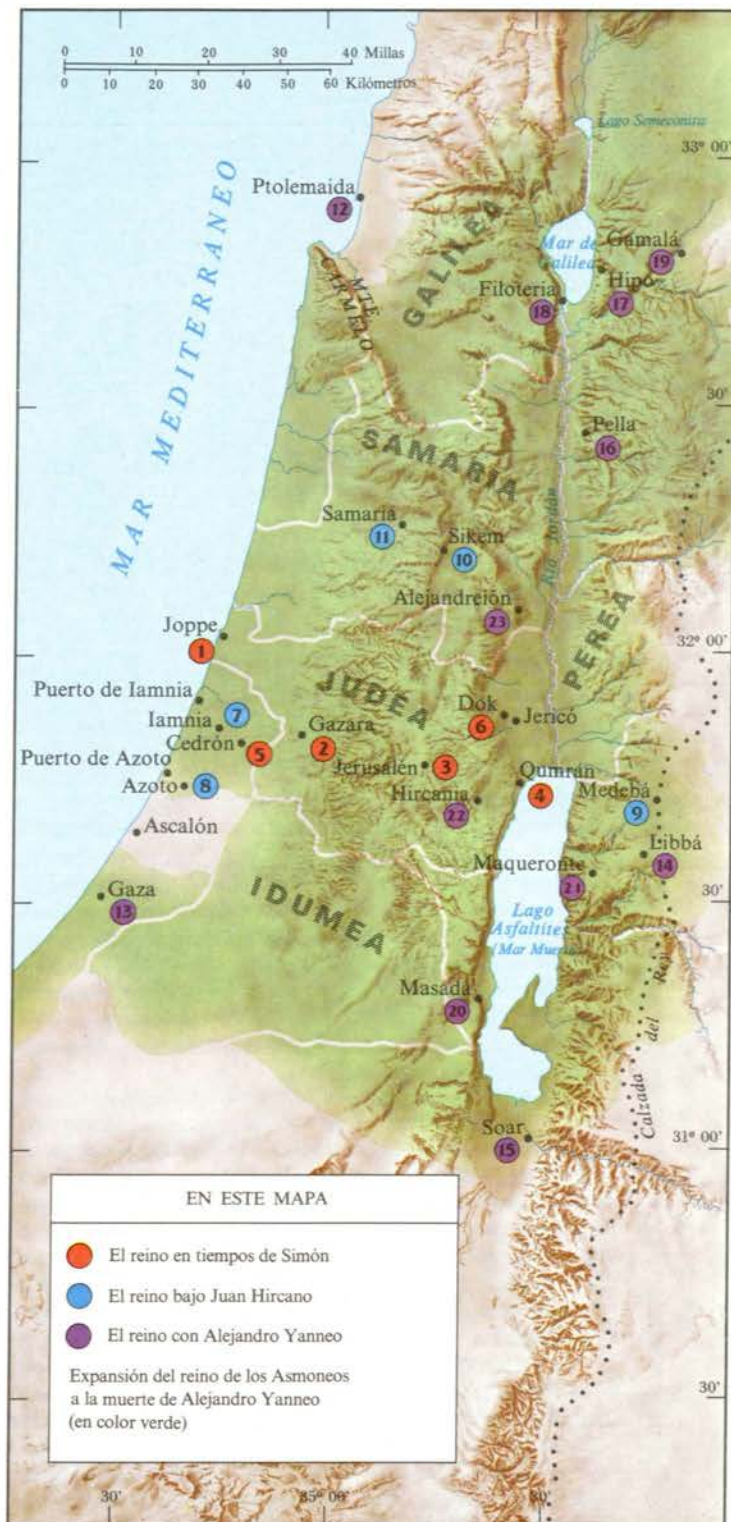 0 20 40 Millas
0 10 20 30 40 50 60 Kilómetros
Lago Semeconita
33º 00'
Ptolemaida
12
GALILEA
Mar de
Galilea
Gamalá
19
Hipo
17
MTE.
CARMELO
Filoteria
18
MAR MEDITERRANEO
30'
Pella
16
SAMARIA
Samaria
11
Sikem
10
Río Jordán
Alejandreión
23
PEREA
Joppe
1
32º 00'
JUDEA
Puerto de Iamnia
7
Iamnia
Cedrón
5
Gazara
2
Dok
6
Jericó
Puerto de Azoto
Jerusalén
3
Qumrán
4
Azoto
8
Hircania
22
Medebá
9
Ascalón
Libbá
14
Maqueronte
21
Gaza
13
IDUMEA
30'
Lago
Asfaltites
(Mar Muerto)
Masada
20
Calzada del Rey
Soar
15
31º 00'
EN ESTE MAPA
El reino en tiempos de Simón
El reino bajo Juan Hircano
El reino con Alejandro Yanneo
Expansión del reino de los Asmoneos
a la muerte de Alejandro Yanneo
(en color verde)
30'
30' 35º 00' 30'